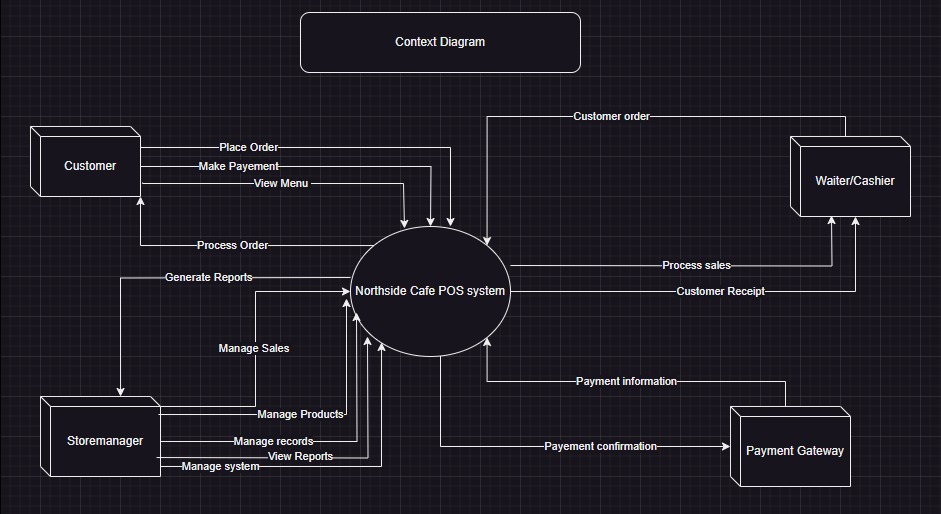 Context Diagram
Customer order
Place Order
Customer
Make Payement
Waiter/Cashier
View Menu
Process Order
Process sales
Generate Reports
Northside Cafe POS system
Customer Receipt
Manage Sales
Payment information
Manage Products
Storemanager
Manage records
Payement confirmation
Payment Gateway
View Reports
Manage system